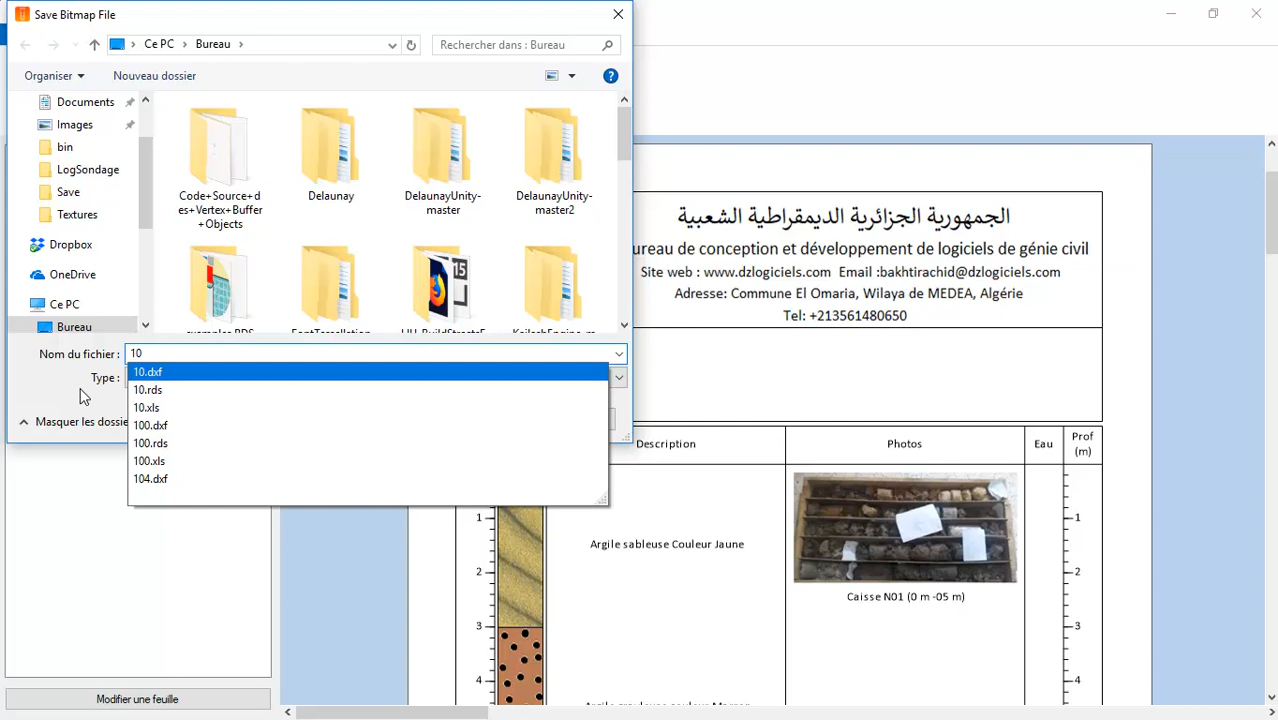 Save Bitmap File
Ce PC
Bureau
Rechercher dans : Bureau
Organiser
Nouveau dossier
Documents
Images
bin
LogSondage
Save
Textures
Dropbox
OneDrive
Ce PC
Bureau
Code+Source+d
es+Vertex+Buffer
+Objects
Delaunay
DelaunayUnity-
master
DelaunayUnity-
master2
Nom du fichier :
10
Type :
10.dxf
10.rds
10.xls
100.dxf
100.rds
100.xls
104.dxf
Masquer les dossie
Modifier une feuille
الجمهورية الجزائرية الديمقراطية الشعبية
ureau de conception et développement de logiciels de génie civil
Site web : www.dzlogiciels.com Email :bakhtirachid@dzlogiciels.com
Adresse: Commune El Omaria, Wilaya de MEDEA, Algérie
Tel: +213561480650
Description
Photos
Eau
Prof
(m)
1
2
3
4
Argile sableuse Couleur Jaune
Caisse N01 (0 m -05 m)
1
2
3
4